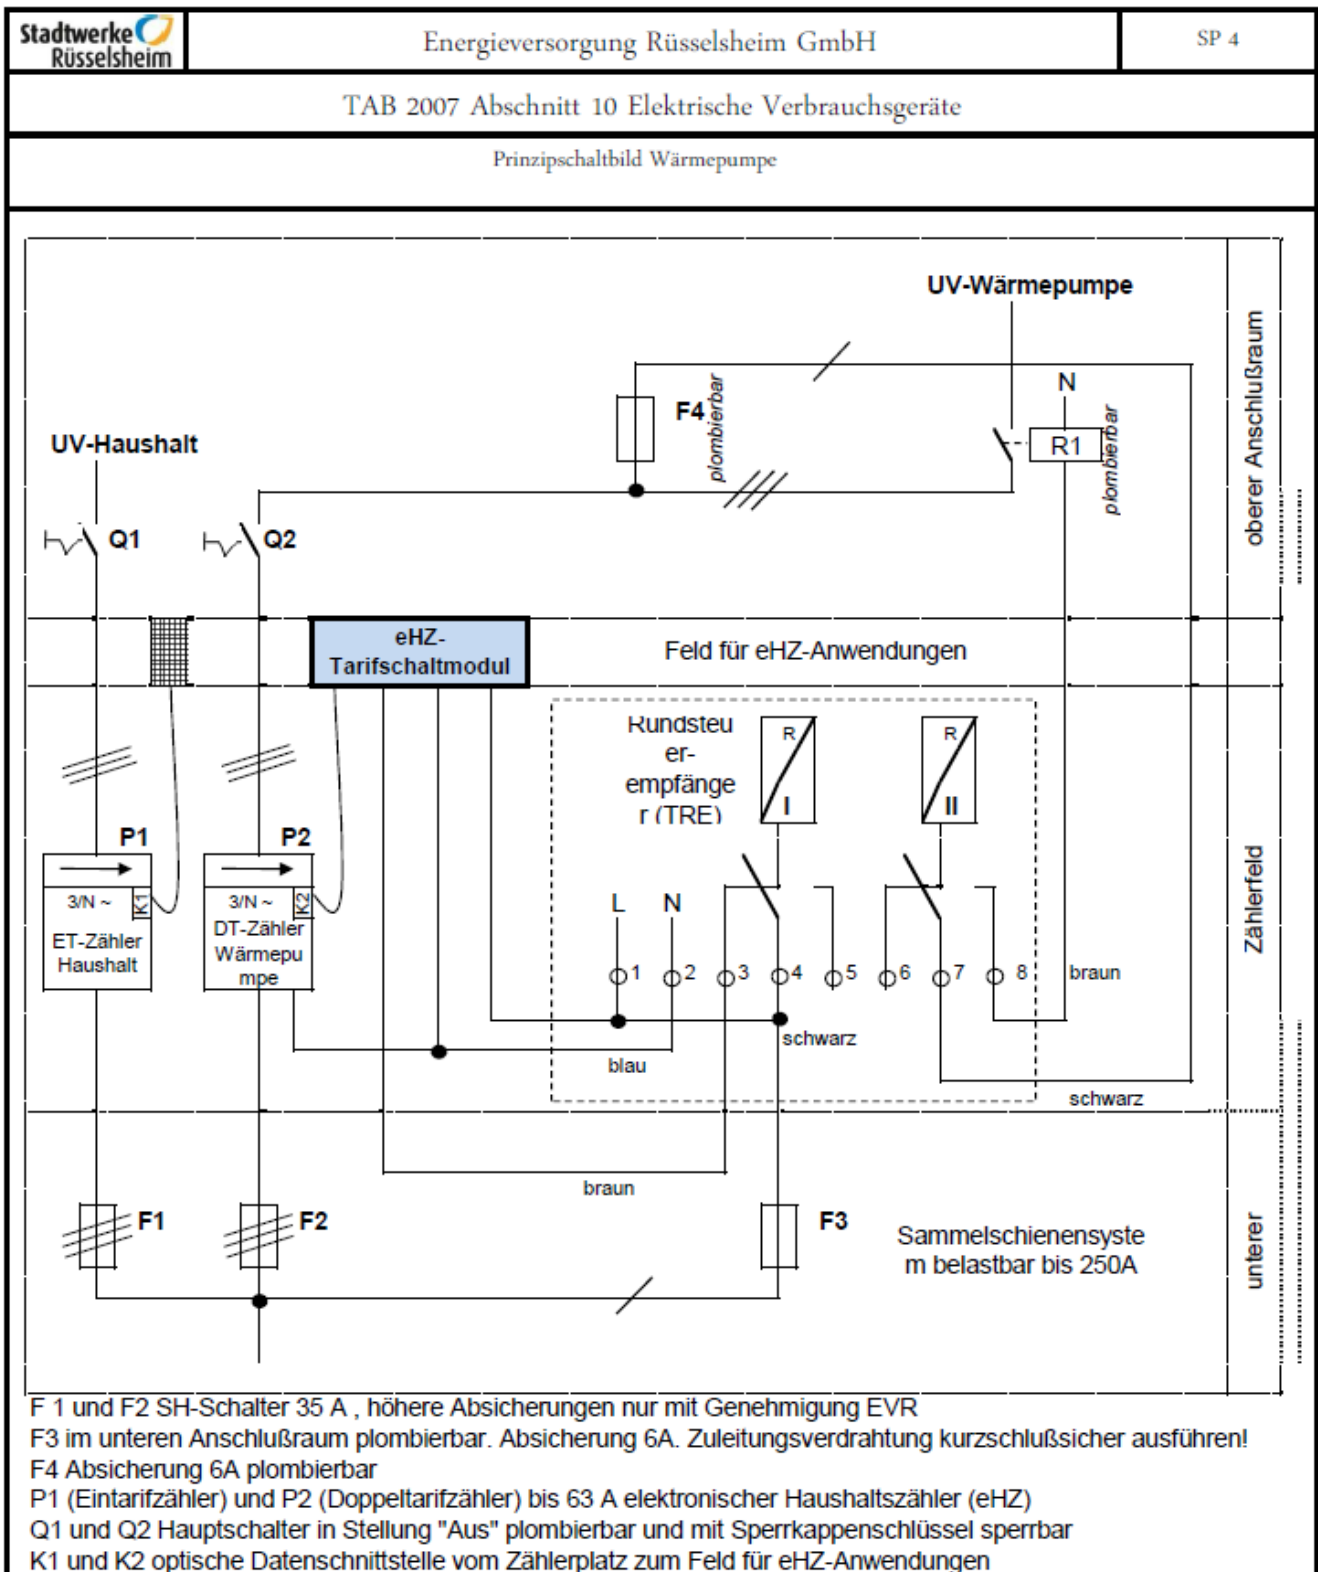 Stadtwerke
Rüsselsheim
Energieversorgung Rüsselsheim GmbH
SP 4
TAB 2007 Abschnitt 10 Elektrische Verbrauchsgeräte
Prinzipschaltbild Wärmepumpe
UV-Wärmepumpe
oberer Anschlußraum
F4
plombierbar
N
R1
plombierbar
UV-Haushalt
Q1
Q2
eHZ-
Tarifschaltmodul
Feld für eHZ-Anwendungen
Rundsteu
er-
empfänge
r (TRE)
R
I
R
II
P1
P2
3/N ~
K1
ET-Zähler
Haushalt
3/N ~
K2
DT-Zähler
Wärmepu
mpe
Zählerfeld
L
N
1
2
3
4
5
6
7
8
braun
schwarz
blau
schwarz
braun
F1
F2
F3
Sammelschienensyste
m belastbar bis 250A
unterer
F 1 und F2 SH-Schalter 35 A , höhere Absicherungen nur mit Genehmigung EVR
F3 im unteren Anschlußraum plombierbar. Absicherung 6A. Zuleitungsverdrahtung kurzschlußsicher ausführen!
F4 Absicherung 6A plombierbar
P1 (Eintarifzähler) und P2 (Doppeltarifzähler) bis 63 A elektronischer Haushaltszähler (eHZ)
Q1 und Q2 Hauptschalter in Stellung "Aus" plombierbar und mit Sperrkappenschlüssel sperrbar
K1 und K2 optische Datenschnittstelle vom Zählerplatz zum Feld für eHZ-Anwendungen